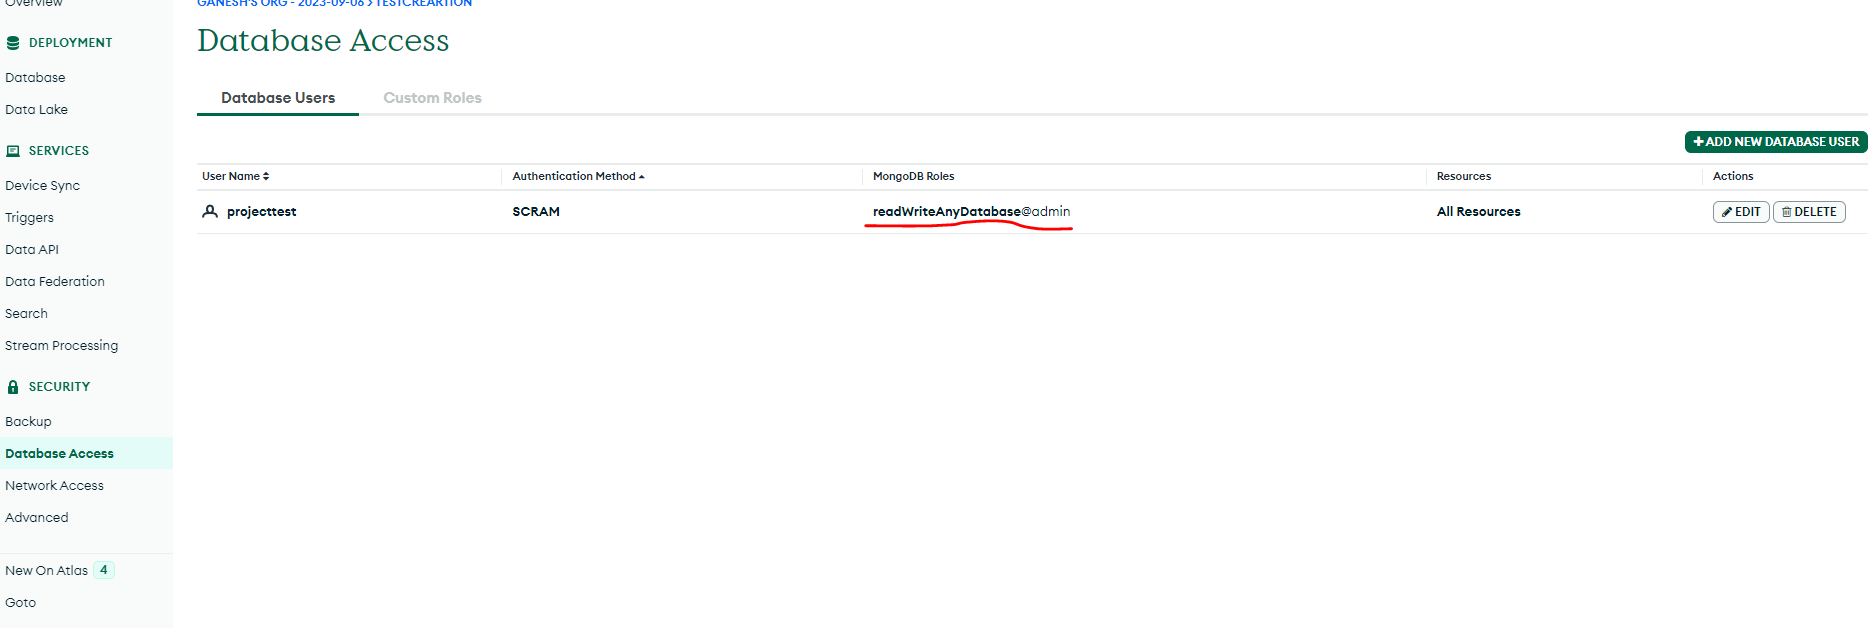 Overview
GANESH'S ORG - 2023-09-06 > TESTCREARTION
Database Access
DEPLOYMENT
Database
Data Lake
SERVICES
Device Sync
Triggers
Data API
Data Federation
Search
Stream Processing
SECURITY
Backup
Database Access
Network Access
Advanced
New On Atlas 4
Goto
Database Users Custom Roles
+ADD NEW DATABASE USER
User Name Authentication Method MongoDB Roles Resources Actions
projecttest SCRAM readWriteAnyDatabase@admin All Resources EDIT DELETE